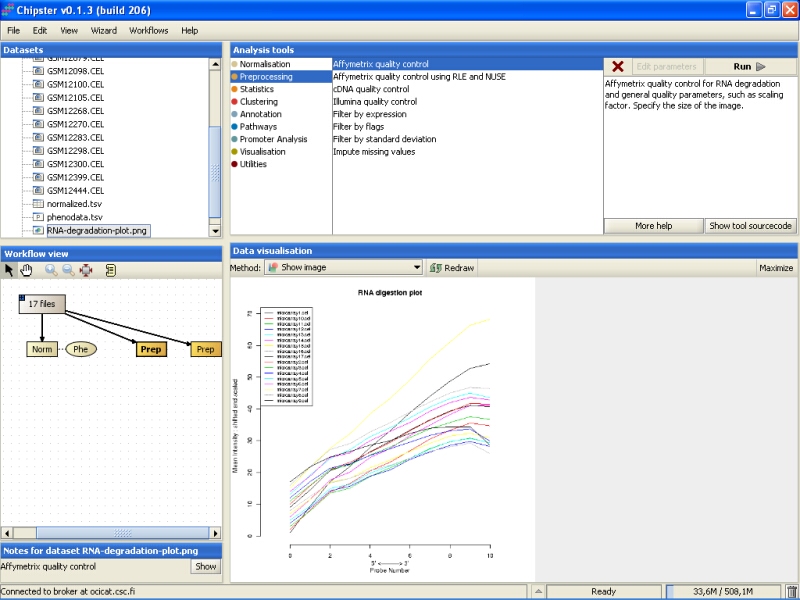 Chipster v0.1.3 (build 206)
File Edit View Wizard Workflows Help
Datasets
GSM12098.CEL
GSM12100.CEL
GSM12105.CEL
GSM12268.CEL
GSM12270.CEL
GSM12283.CEL
GSM12298.CEL
GSM12300.CEL
GSM12399.CEL
GSM12444.CEL
normalized.tsv
phenodata.tsv
RNA-degradation-plot.png
Analysis tools
Normalisation
Preprocessing
Statistics
Clustering
Annotation
Pathways
Promoter Analysis
Visualisation
Utilities
Affymetrix quality control
Affymetrix quality control using RLE and NUSE
cDNA quality control
Illumina quality control
Filter by expression
Filter by flags
Filter by standard deviation
Impute missing values
Edit parameters Run
Affymetrix quality control for RNA degradation
and general quality parameters, such as scaling
factor. Specify the size of the image.
More help Show tool sourcecode
Workflow view
17 files
Norm Phe Prep Prep
Data visualisation
Method: Show image Redraw Maximize
RNA digestion plot
Mean Intensity : shifted and scaled
0 10 20 30 40 50 60 70
0 2 4 6 8 10
5' <-----> 3'
Probe Number
Notes for dataset RNA-degradation-plot.png
Affymetrix quality control Show
Connected to broker at ocicat.csc.fi Ready 33,6M / 508,1M